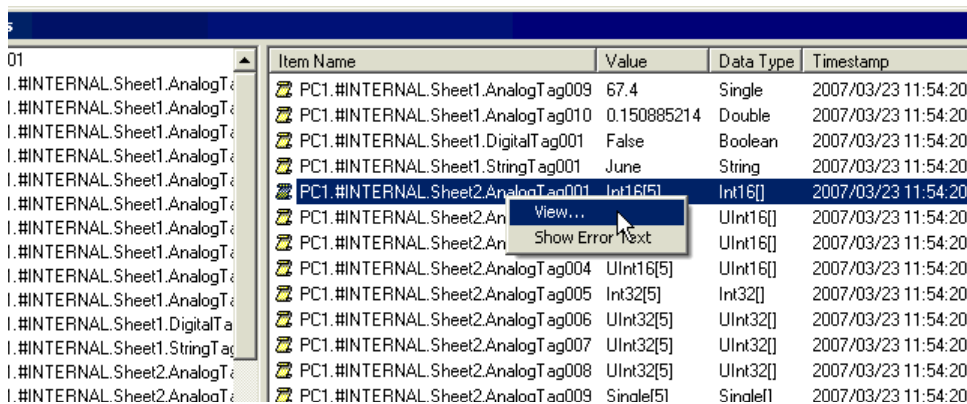 s
01
I.#INTERNAL.Sheet1.AnalogTa
I.#INTERNAL.Sheet1.AnalogTa
I.#INTERNAL.Sheet1.AnalogTa
I.#INTERNAL.Sheet1.AnalogTa
I.#INTERNAL.Sheet1.AnalogTa
I.#INTERNAL.Sheet1.AnalogTa
I.#INTERNAL.Sheet1.AnalogTa
I.#INTERNAL.Sheet1.AnalogTa
I.#INTERNAL.Sheet1.AnalogTa
I.#INTERNAL.Sheet1.AnalogTa
I.#INTERNAL.Sheet1.DigitalTa
I.#INTERNAL.Sheet1.StringTag
I.#INTERNAL.Sheet2.AnalogTa
I.#INTERNAL.Sheet2.AnalogTa
Item Name Value Data Type Timestamp
PC1.#INTERNAL.Sheet1.AnalogTag009 67.4 Single 2007/03/23 11:54:20
PC1.#INTERNAL.Sheet1.AnalogTag010 0.150885214 Double 2007/03/23 11:54:20
PC1.#INTERNAL.Sheet1.DigitalTag001 False Boolean 2007/03/23 11:54:20
PC1.#INTERNAL.Sheet1.StringTag001 June String 2007/03/23 11:54:20
PC1.#INTERNAL.Sheet2.AnalogTag001 Int16[5] Int16[] 2007/03/23 11:54:20
PC1.#INTERNAL.Sheet2.An UInt16[] 2007/03/23 11:54:20
PC1.#INTERNAL.Sheet2.An UInt16[] 2007/03/23 11:54:20
PC1.#INTERNAL.Sheet2.AnalogTag004 UInt16[5] UInt16[] 2007/03/23 11:54:20
PC1.#INTERNAL.Sheet2.AnalogTag005 Int32[5] Int32[] 2007/03/23 11:54:20
PC1.#INTERNAL.Sheet2.AnalogTag006 UInt32[5] UInt32[] 2007/03/23 11:54:20
PC1.#INTERNAL.Sheet2.AnalogTag007 UInt32[5] UInt32[] 2007/03/23 11:54:20
PC1.#INTERNAL.Sheet2.AnalogTag008 UInt32[5] UInt32[] 2007/03/23 11:54:20
PC1.#INTERNAL.Sheet2.AnalogTag009 Single[5] Single[] 2007/03/23 11:54:20
View...
Show Error Text